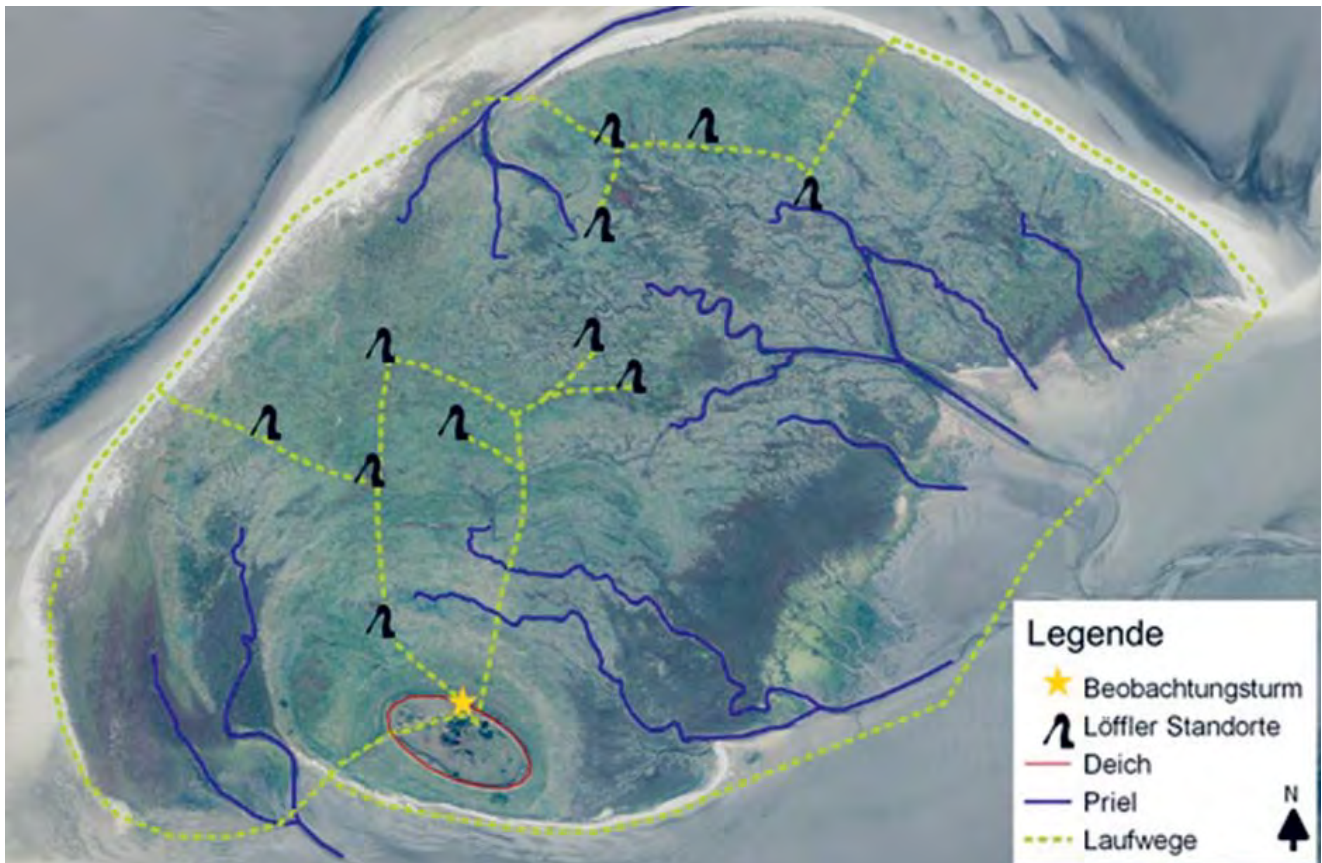 Legende
Beobachtungsturm
Löffler Standorte
Deich
Priel
Laufwege
N